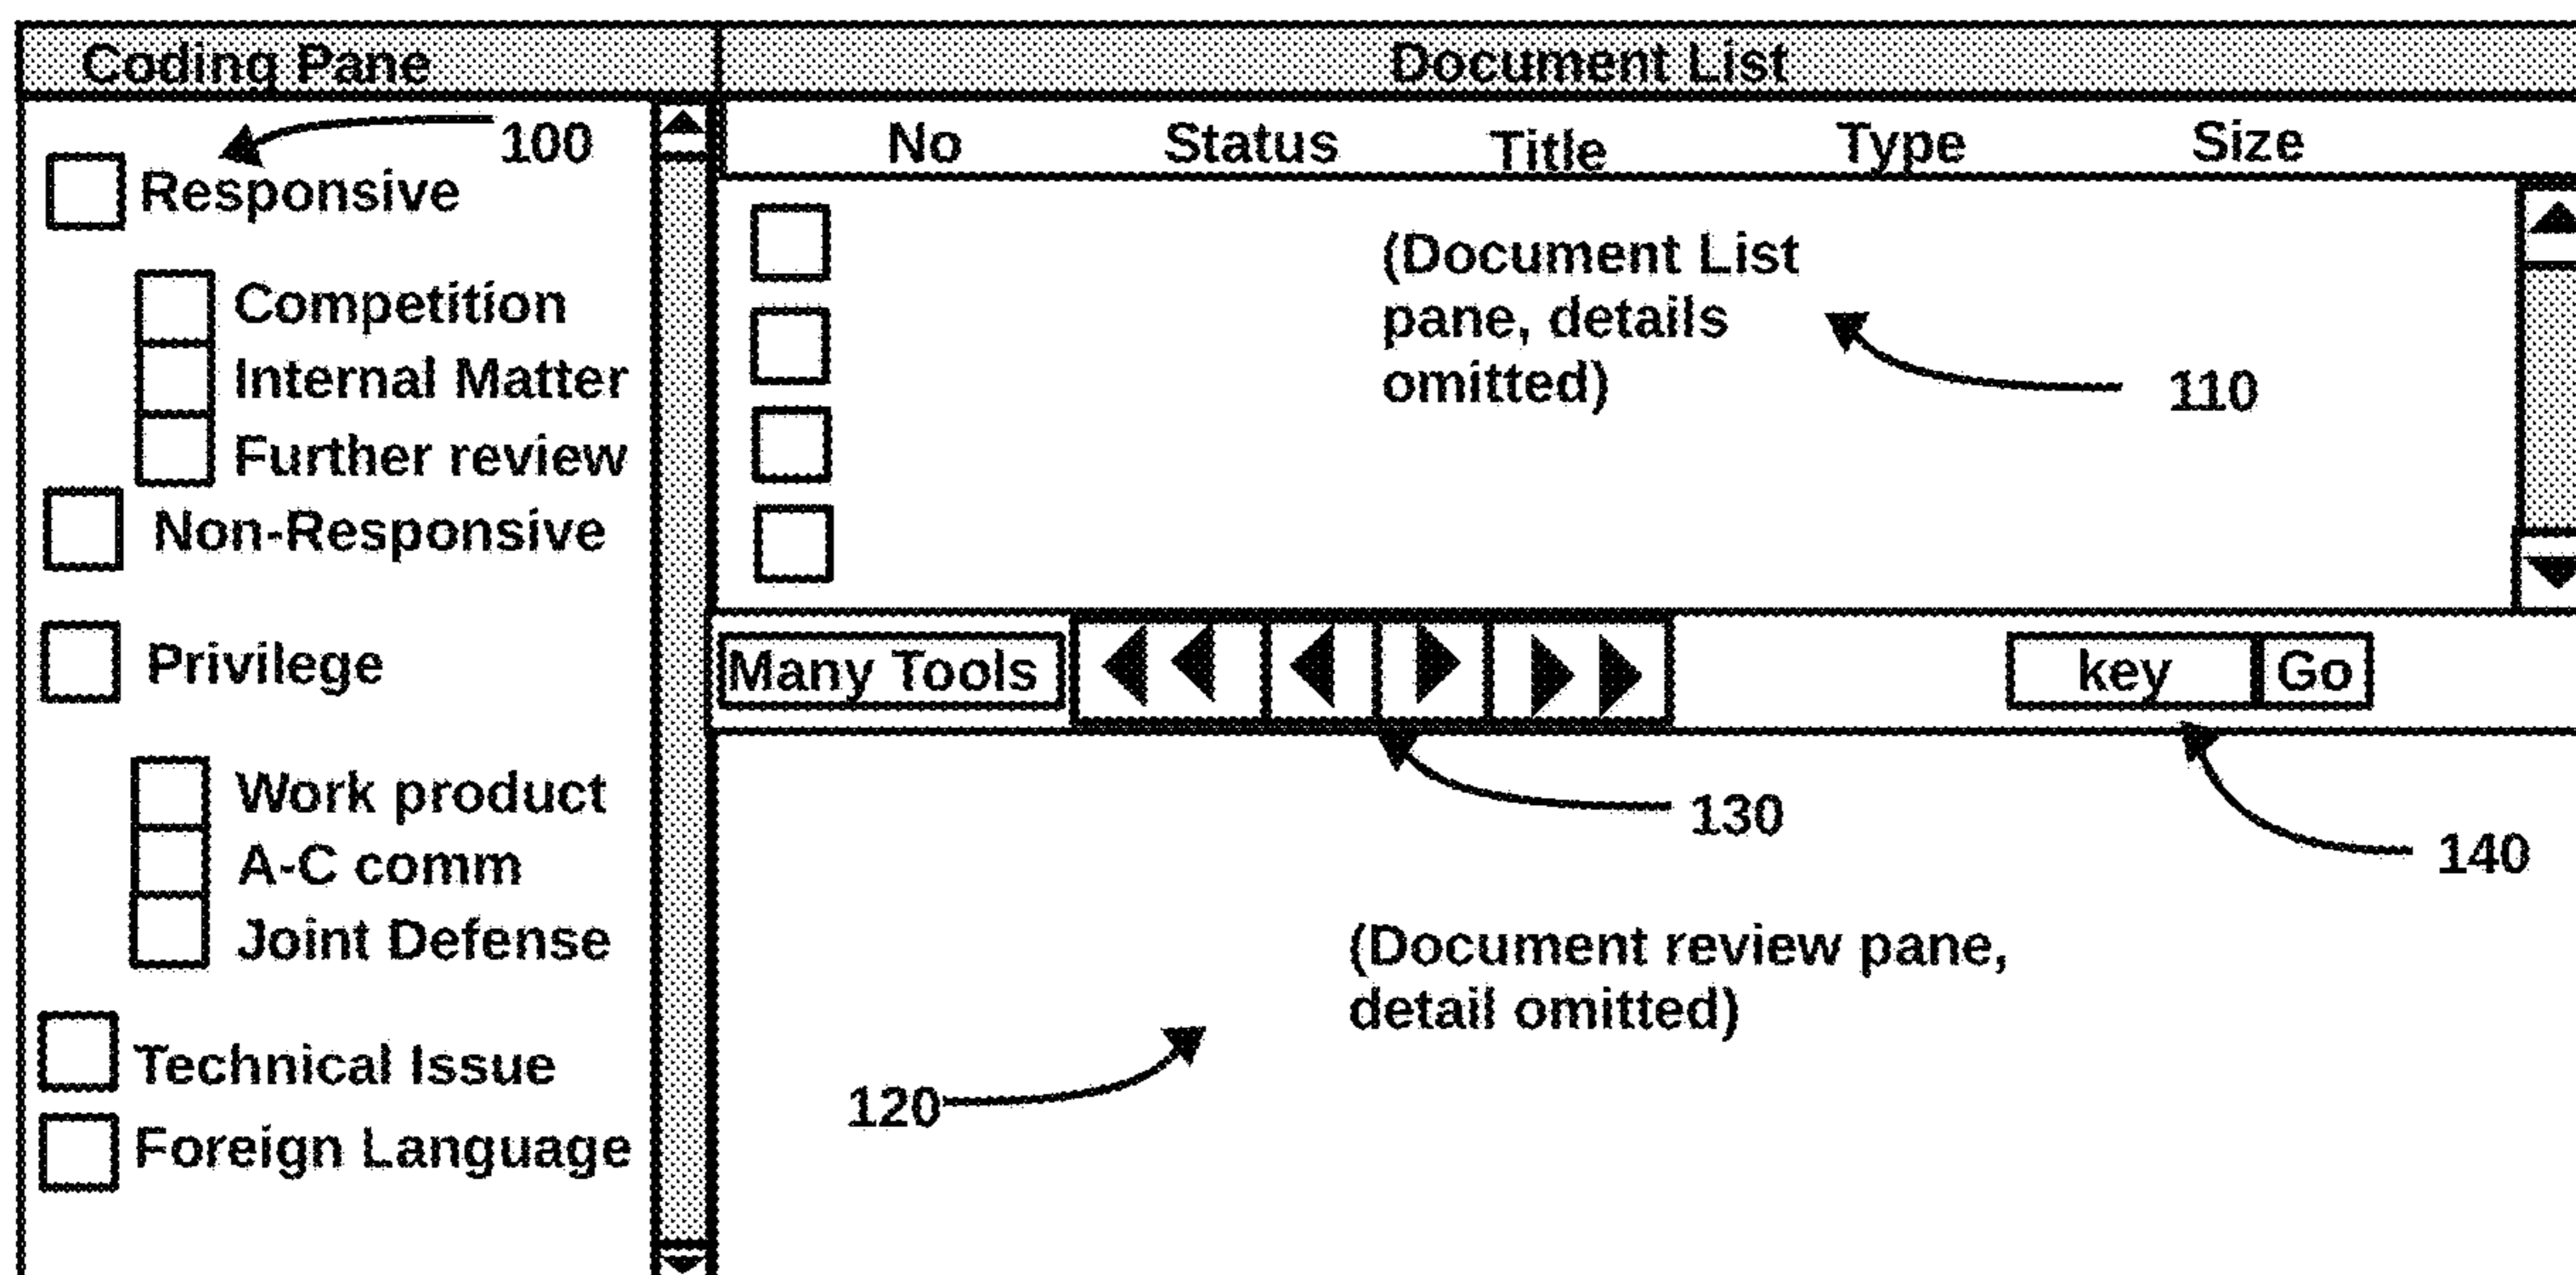 Coding Pane
Document List
100
Responsive
Competition
Internal Matter
Further review
Non-Responsive
Privilege
Work product
A-C comm
Joint Defense
Technical Issue
Foreign Language
No Status Title Type Size
(Document List
pane, details
omitted)
110
Many Tools
key Go
130
140
(Document review pane,
detail omitted)
120